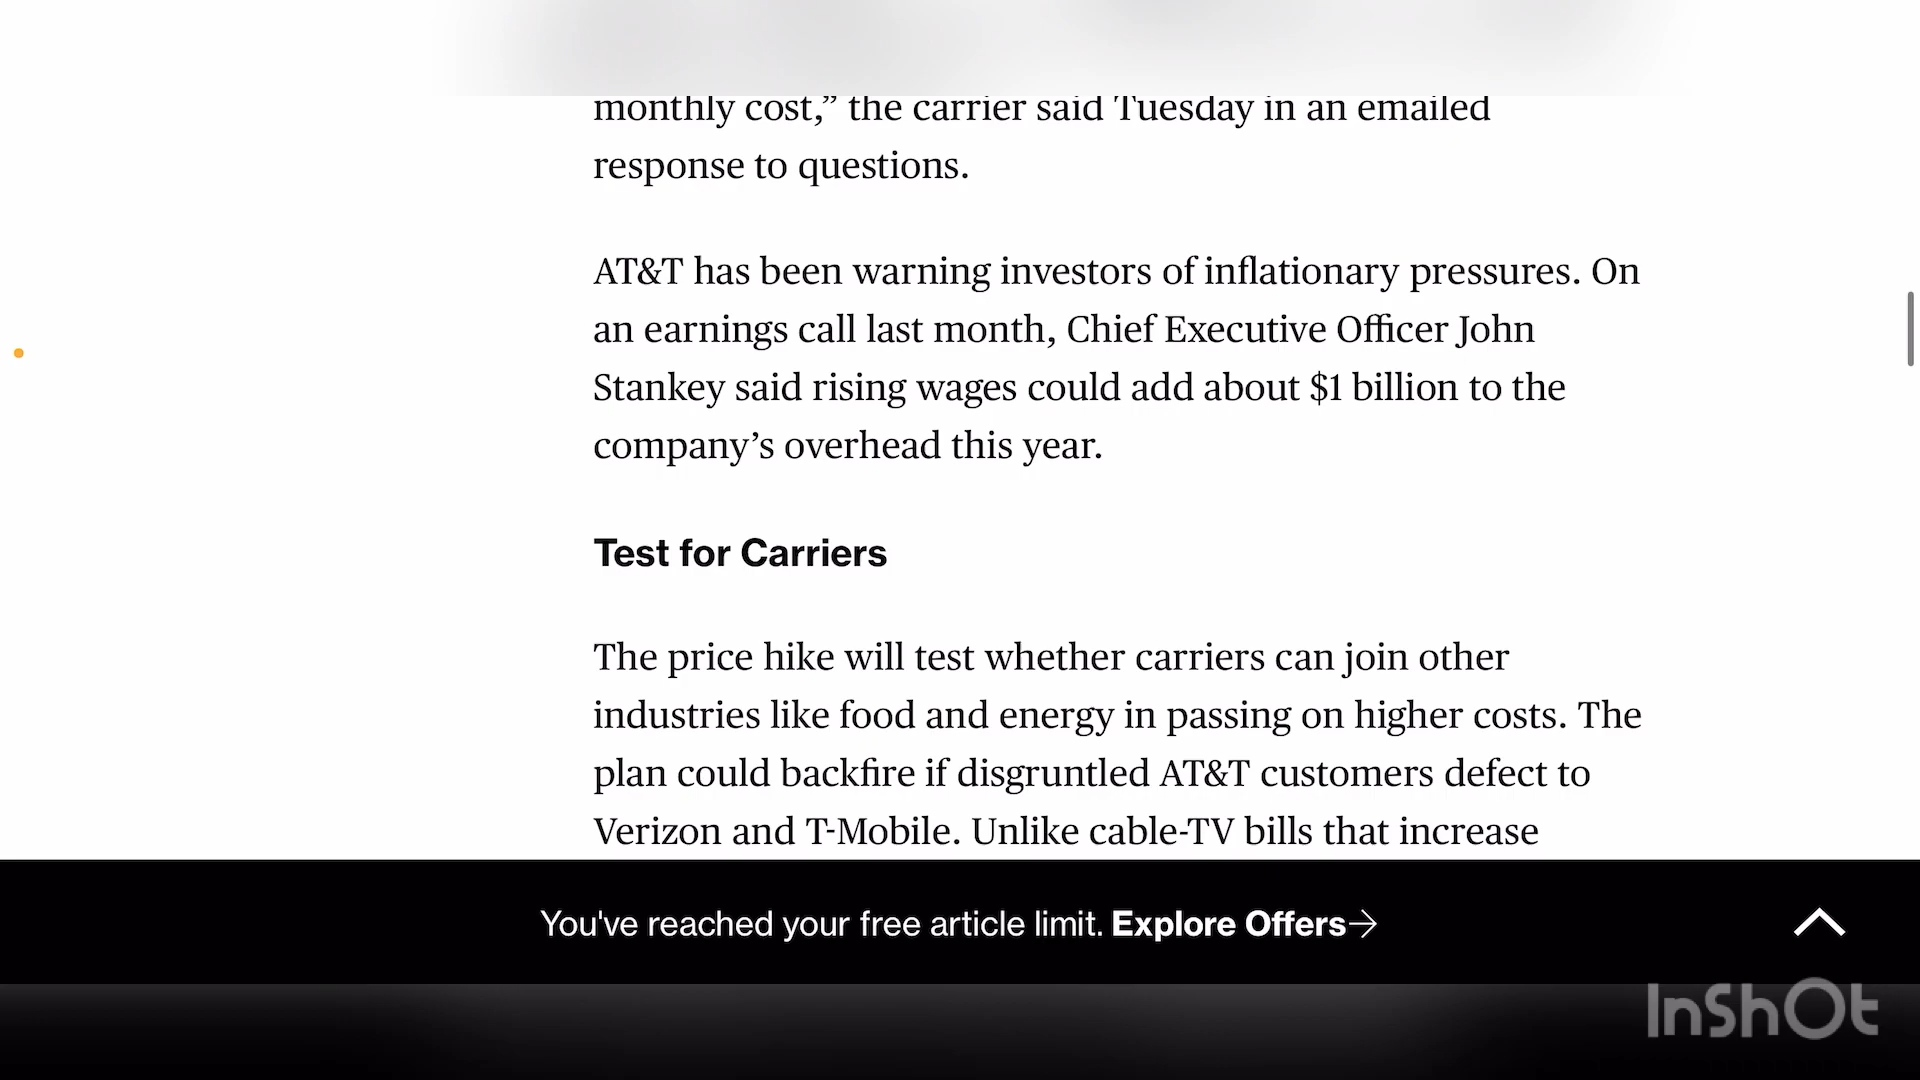 monthly cost,” the carrier said Tuesday in an emailed
response to questions.
AT&T has been warning investors of inflationary pressures. On
an earnings call last month, Chief Executive Officer John
Stankey said rising wages could add about $1 billion to the
company’s overhead this year.
Test for Carriers
The price hike will test whether carriers can join other
industries like food and energy in passing on higher costs. The
plan could backfire if disgruntled AT&T customers defect to
Verizon and T-Mobile. Unlike cable-TV bills that increase
You've reached your free article limit. Explore Offers→
InShOt